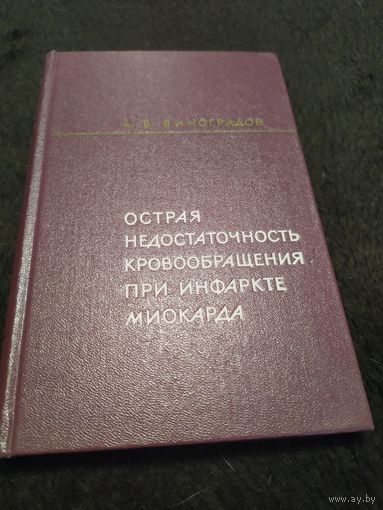 А. В. ВИНОГРАДОВ
ОСТРАЯ
НЕДОСТАТОЧНОСТЬ
КРОВООБРАЩЕНИЯ
ПРИ ИНФАРКТЕ
МИОКАРДА
www.ay.by